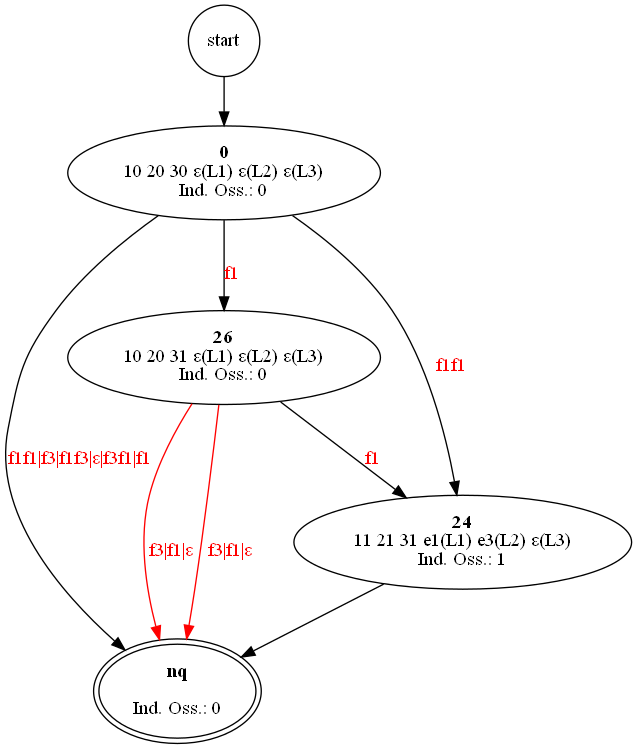 start
0
10 20 30 ε(L1) ε(L2) ε(L3)
Ind. Oss.: 0
f1
26
10 20 31 ε(L1) ε(L2) ε(L3)
Ind. Oss.: 0
f1f1
f1f1|f3|f1f3|ε|f3f1|f1
f1
24
11 21 31 e1(L1) e3(L2) ε(L3)
Ind. Oss.: 1
f3|f1|ε
f3|f1|ε
nq
Ind. Oss.: 0